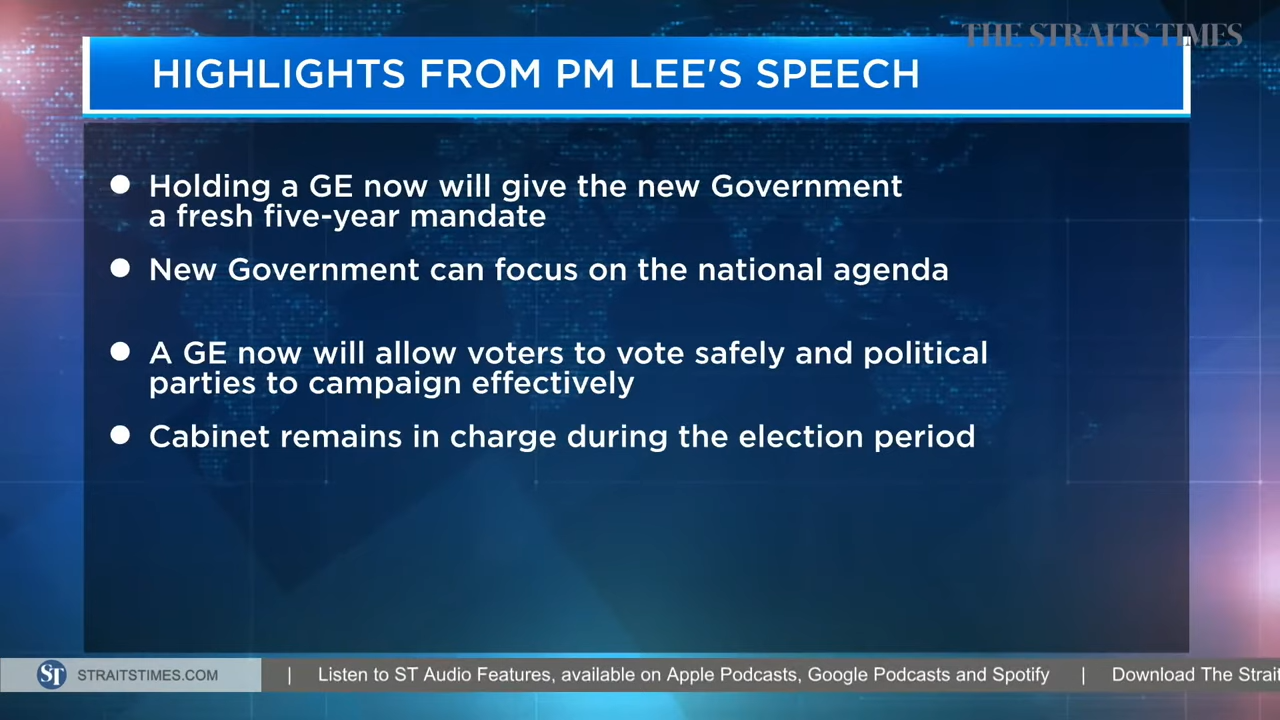 THE STRAITS TIMES
HIGHLIGHTS FROM PM LEE'S SPEECH
Holding a GE now will give the new Government
a fresh five-year mandate
New Government can focus on the national agenda
A GE now will allow voters to vote safely and political
parties to campaign effectively
Cabinet remains in charge during the election period
ST STRAITSTIMES.COM | Listen to ST Audio Features, available on Apple Podcasts, Google Podcasts and Spotify | Download The Strai